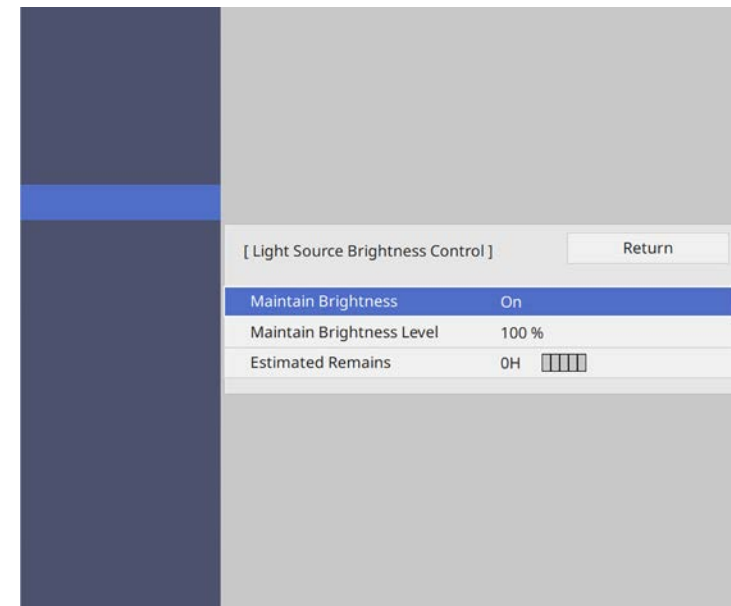 [ Light Source Brightness Control ] Return
Maintain Brightness On
Maintain Brightness Level 100 %
Estimated Remains 0H